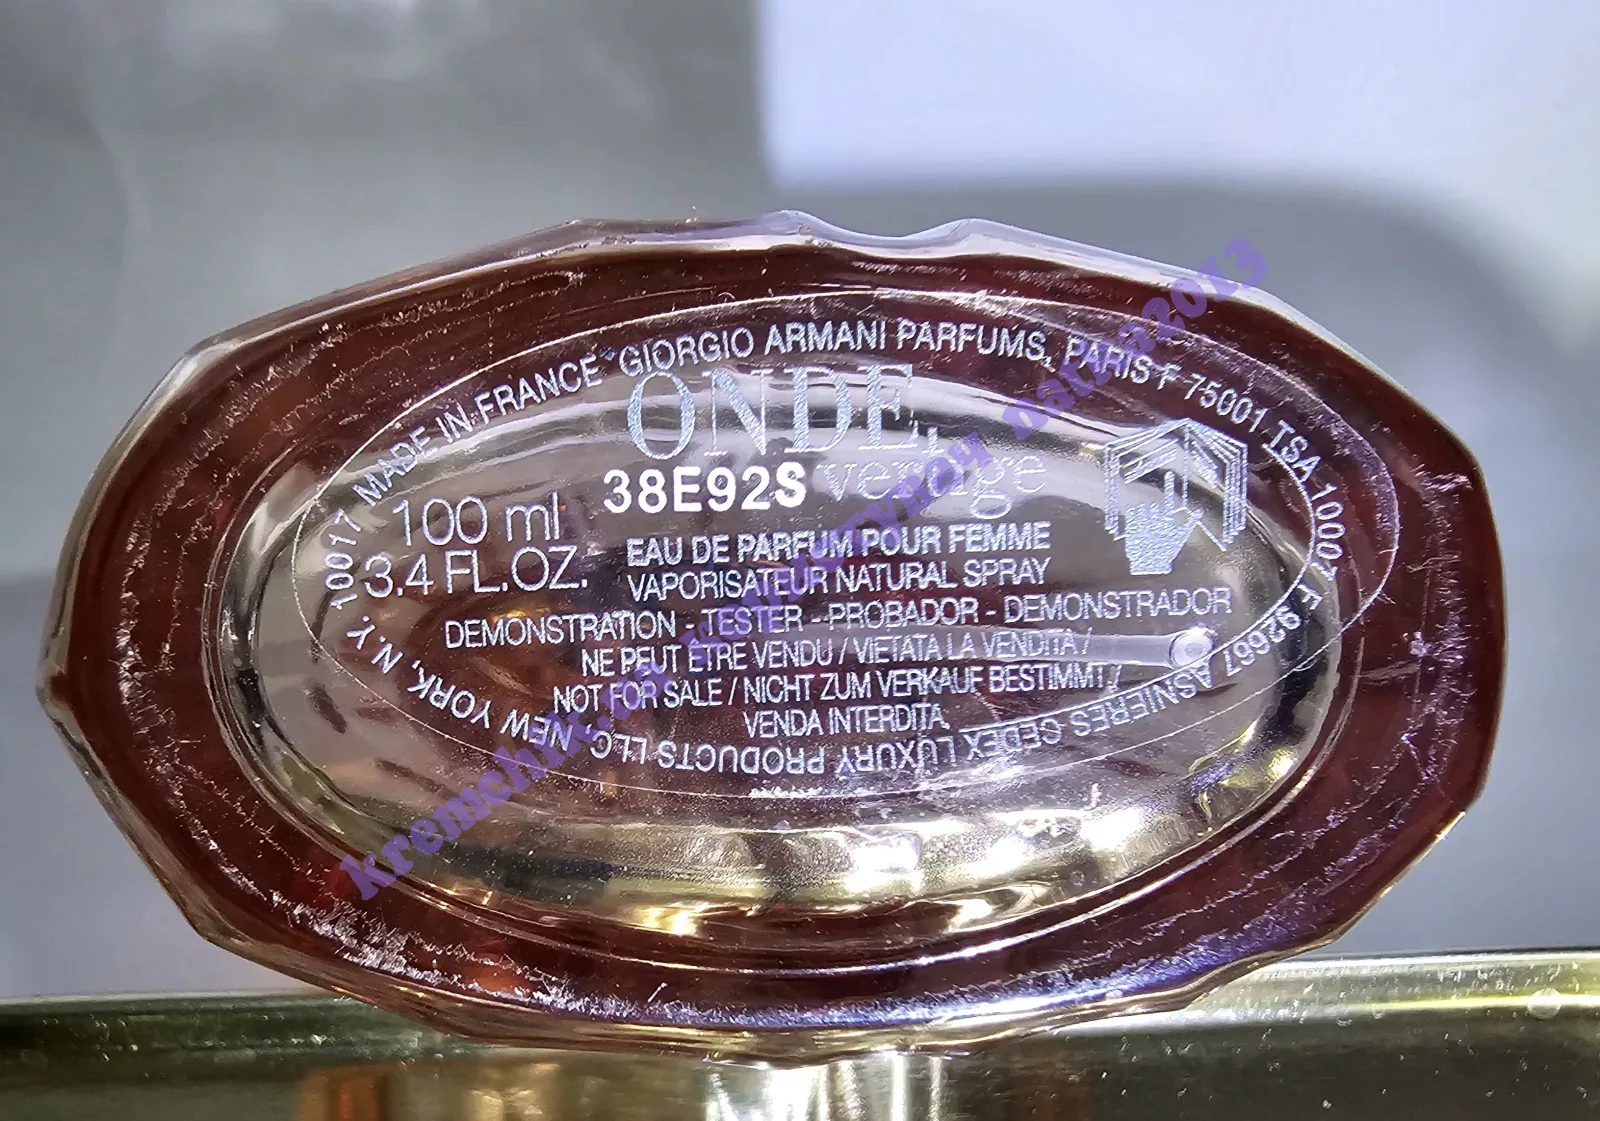 MADE IN FRANCE GIORGIO ARMANI PARFUMS, PARIS F 75001 TSA 10007 F 92667 ASNIERES CEDEX LUXURY PRODUCTS LLC, NEW YORK, N.Y. 10017
ONDE,
38E92S vertige
100 ml
3.4 FL.OZ.
EAU DE PARFUM POUR FEMME
VAPORISATEUR NATURAL SPRAY
DEMONSTRATION - TESTER - PROBADOR - DEMONSTRADOR
NE PEUT ETRE VENDU / VIETATA LA VENDITA /
NOT FOR SALE / NICHT ZUM VERKAUF BESTIMMT /
VENDA INTERDITA